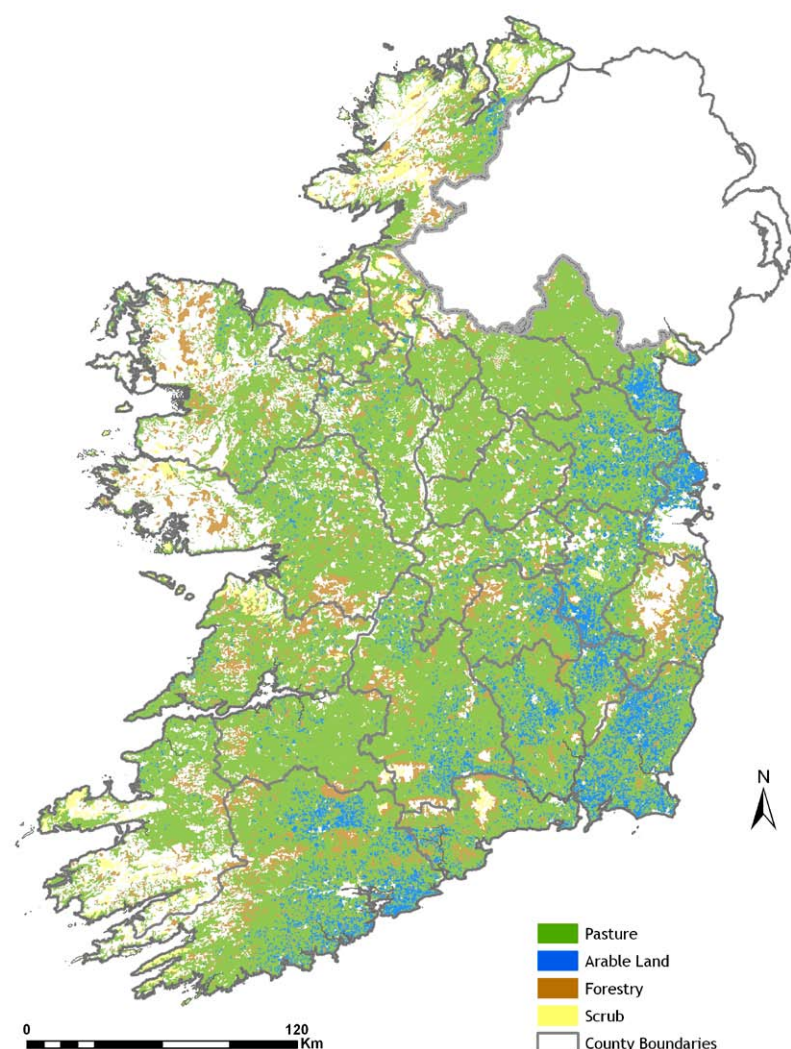 N
Pasture
Arable Land
Forestry
Scrub
County Boundaries
0 120
Km